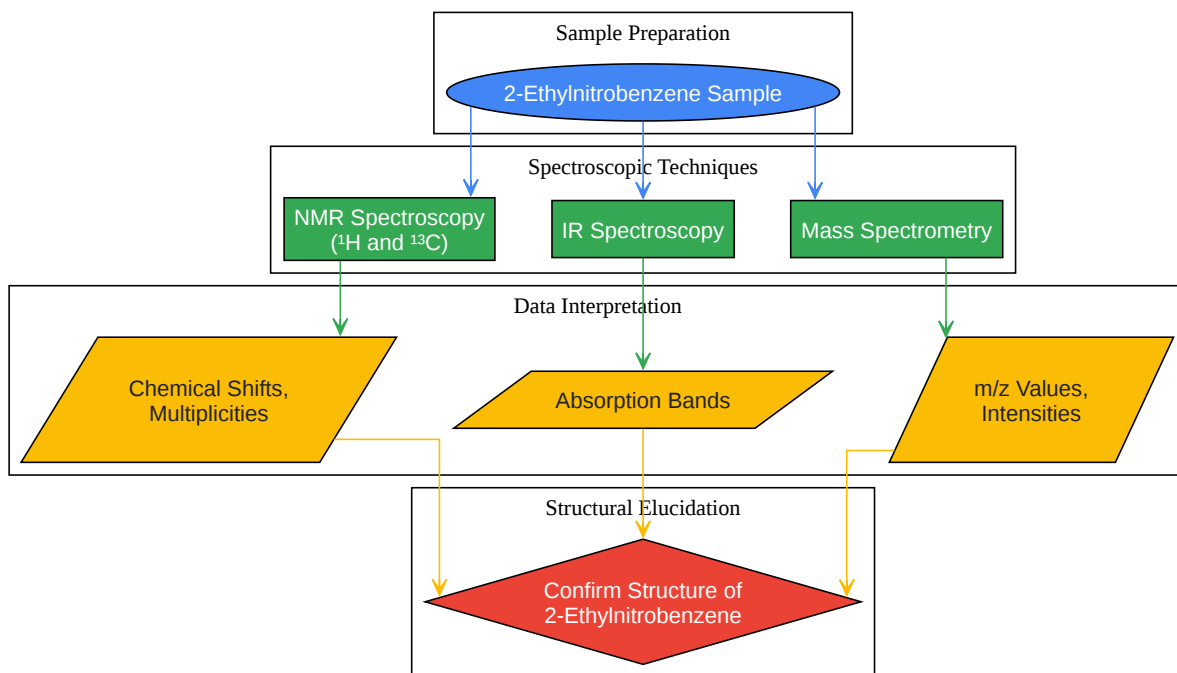 Sample Preparation
2-Ethylnitrobenzene Sample
Spectroscopic Techniques
NMR Spectroscopy
(¹H and ¹³C)
IR Spectroscopy
Mass Spectrometry
Data Interpretation
Chemical Shifts,
Multiplicities
Absorption Bands
m/z Values,
Intensities
Structural Elucidation
Confirm Structure of
2-Ethylnitrobenzene